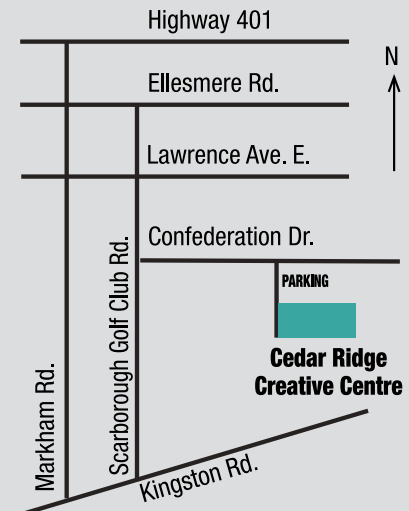 Highway 401
N
Ellesmere Rd.
Lawrence Ave. E.
Confederation Dr.
PARKING
Cedar Ridge
Creative Centre
Scarborough Golf Club Rd.
Markham Rd.
Kingston Rd.